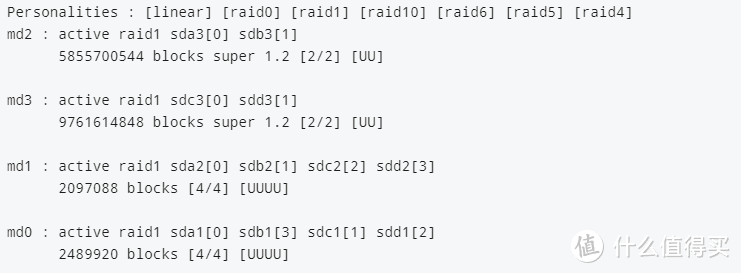 Personalities : [linear] [raid0] [raid1] [raid10] [raid6] [raid5] [raid4]
md2 : active raid1 sda3[0] sdb3[1]
      5855700544 blocks super 1.2 [2/2] [UU]
md3 : active raid1 sdc3[0] sdd3[1]
      9761614848 blocks super 1.2 [2/2] [UU]
md1 : active raid1 sda2[0] sdb2[1] sdc2[2] sdd2[3]
      2097088 blocks [4/4] [UUUU]
md0 : active raid1 sda1[0] sdb1[3] sdc1[1] sdd1[2]
      2489920 blocks [4/4] [UUUU]
值 什么值得买